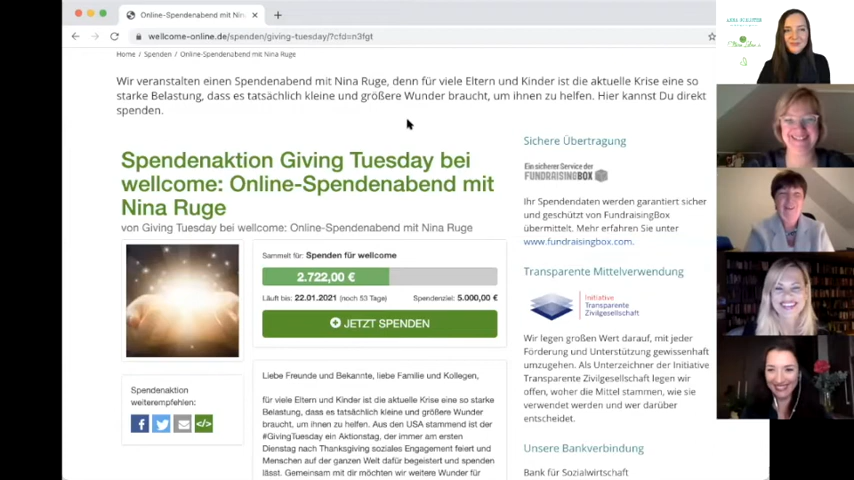 Online-Spendenabend mit Nin
wellcome-online.de/spenden/giving-tuesday/?cfd=n3fgt
Home / Spenden / Online-Spendenabend mit Nina Ruge
Wir veranstalten einen Spendenabend mit Nina Ruge, denn für viele Eltern und Kinder ist die aktuelle Krise eine so
starke Belastung, dass es tatsächlich kleine und größere Wunder braucht, um ihnen zu helfen. Hier kannst Du direkt
spenden.
Spendenaktion Giving Tuesday bei
wellcome: Online-Spendenabend mit
Nina Ruge
von Giving Tuesday bei wellcome: Online-Spendenabend mit Nina Ruge
Sammelt für: Spenden für wellcome
2.722,00 €
Läuft bis: 22.01.2021 (noch 53 Tage) Spendenziel: 5.000,00 €
JETZT SPENDEN
Spendenaktion
weiterempfehlen:
Liebe Freunde und Bekannte, liebe Familie und Kollegen,
für viele Eltern und Kinder ist die aktuelle Krise eine so starke
Belastung, dass es tatsächlich kleine und größere Wunder
braucht, um ihnen zu helfen. Aus den USA stammend ist der
#GivingTuesday ein Aktionstag, der immer am ersten
Dienstag nach Thanksgiving soziales Engagement feiert und
Menschen auf der ganzen Welt dafür begeistert und spenden
lässt. Gemeinsam mit dir möchten wir weitere Wunder für
Sichere Übertragung
Ein sicherer Service der
FUNDRAISINGBOX
Ihr Spendendaten werden garantiert sicher
und geschützt von FundraisingBox
übermittelt. Mehr erfahren Sie unter
www.fundraisingbox.com.
Transparente Mittelverwendung
Initiative
Transparente
Zivilgesellschaft
Wir legen großen Wert darauf, mit jeder
Förderung und Unterstützung gewissenhaft
umzugehen. Als Unterzeichner der Initiative
Transparente Zivilgesellschaft legen wir
offen, woher die Mittel stammen, wie sie
verwendet werden und wer darüber
entscheidet.
Unsere Bankverbindung
Bank für Sozialwirtschaft